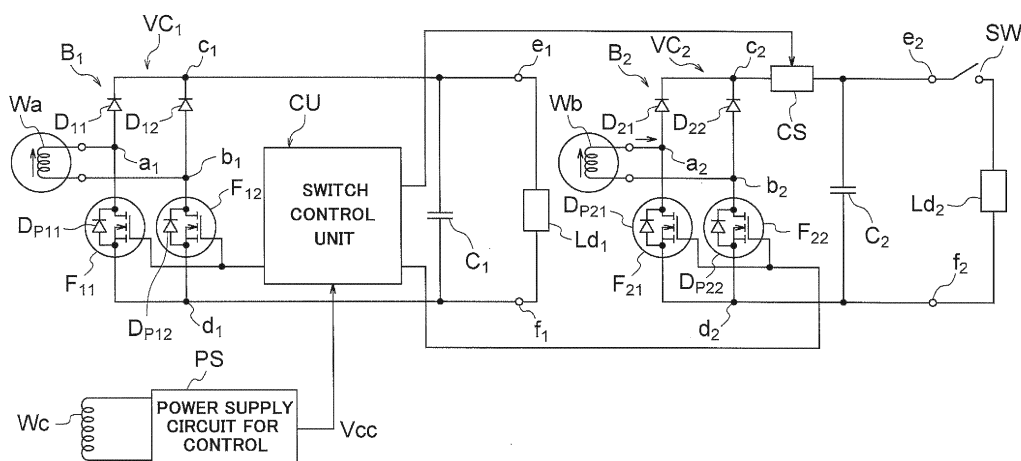 VC1
c1
B1
Wa
D11
D12
a1
b1
CU
SWITCH
CONTROL
UNIT
F12
DP11
F11
DP12
d1
C1
e1
Ld1
f1
VC2
c2
B2
Wb
D21
D22
CS
e2
SW
a2
b2
DP21
F21
F22
DP22
d2
C2
Ld2
f2
PS
Wc
POWER SUPPLY
CIRCUIT FOR
CONTROL
Vcc